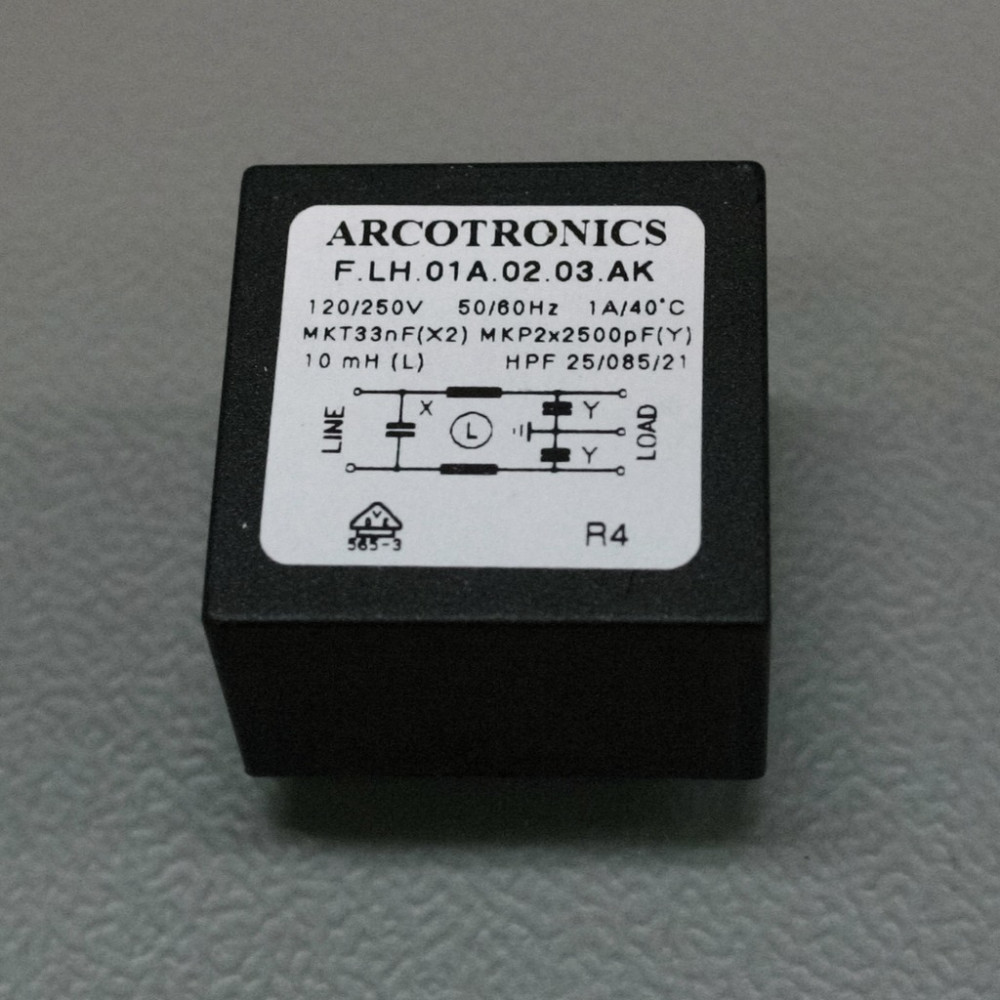 ARCOTRONICS
F.LH.01A.02.03.AK
120/250V 50/60Hz 1A/40°C
MKT33nF(X2) MKP2x2500pF(Y)
10 mH (L) HPF 25/085/21
LINE X L Y LOAD
Y
565-3 R4